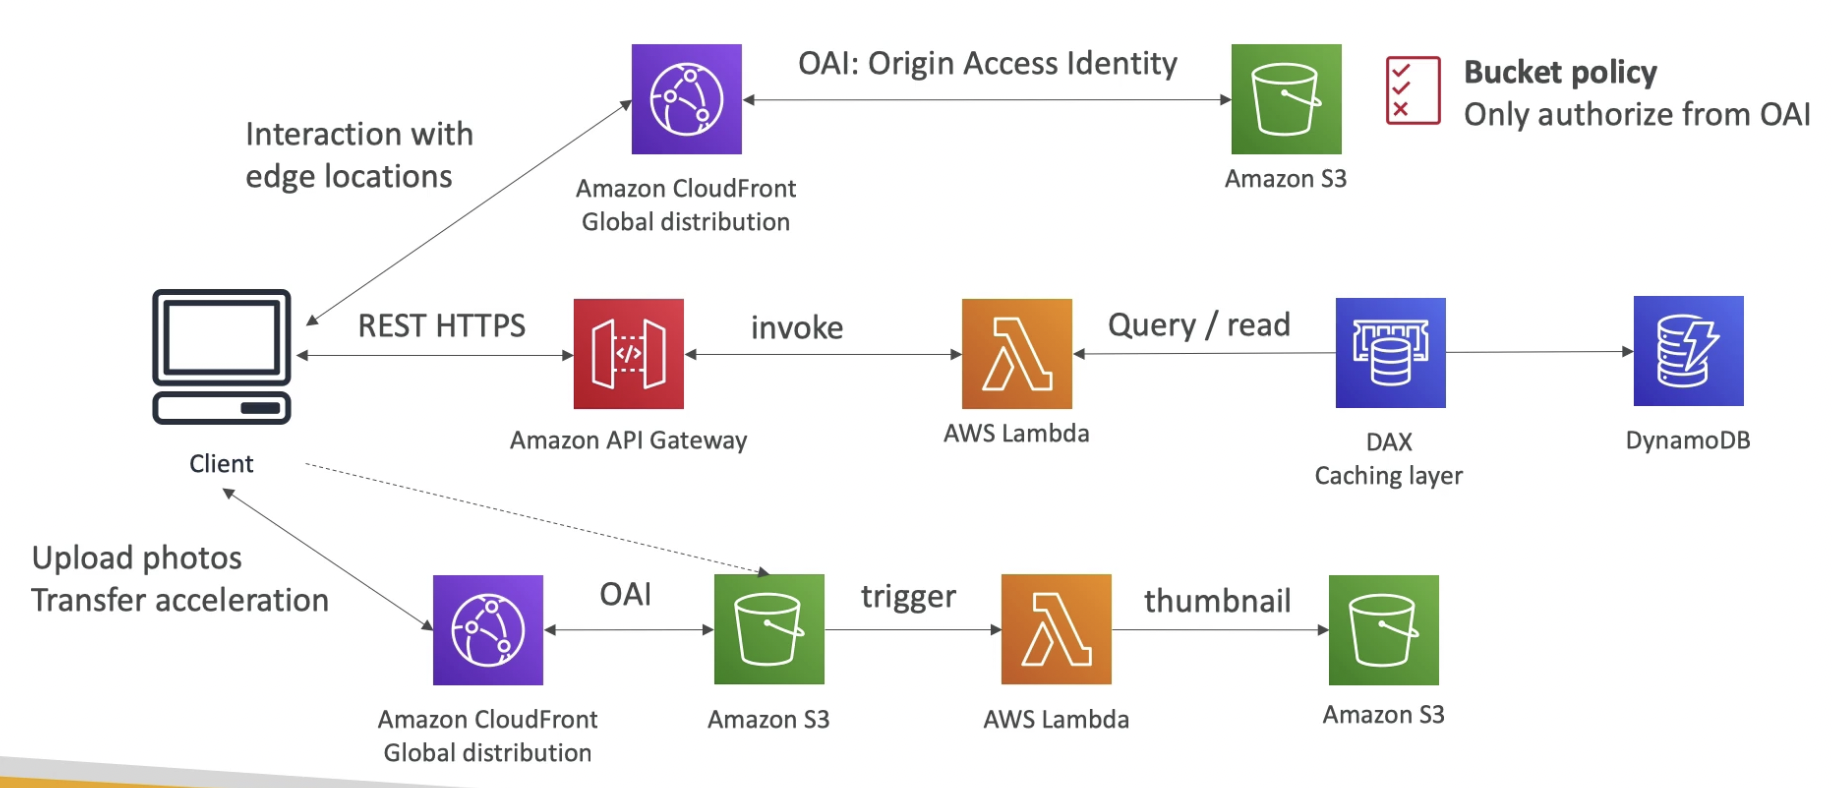 OAI: Origin Access Identity
Bucket policy
Only authorize from OAI
Interaction with
edge locations
Amazon CloudFront
Global distribution
Amazon S3
REST HTTPS
invoke
Query / read
</>
Client
Amazon API Gateway
AWS Lambda
DAX
Caching layer
DynamoDB
Upload photos
Transfer acceleration
OAI
trigger
thumbnail
Amazon CloudFront
Global distribution
Amazon S3
AWS Lambda
Amazon S3